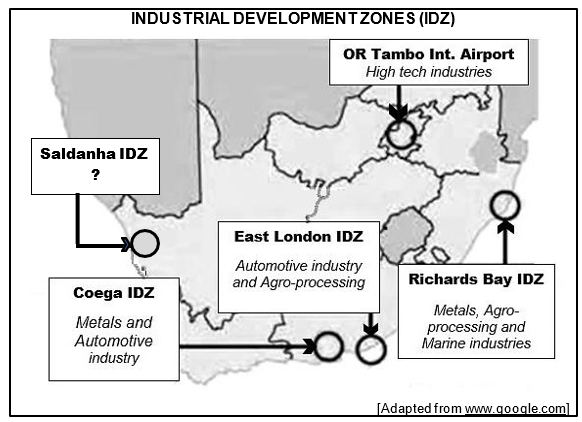 INDUSTRIAL DEVELOPMENT ZONES (IDZ)
OR Tambo Int. Airport
High tech industries
Saldanha IDZ
?
East London IDZ
Automotive industry
and Agro-processing
Coega IDZ
Metals and
Automotive
industry
Richards Bay IDZ
Metals, Agro-
processing and
Marine industries
[Adapted from www.google.com]